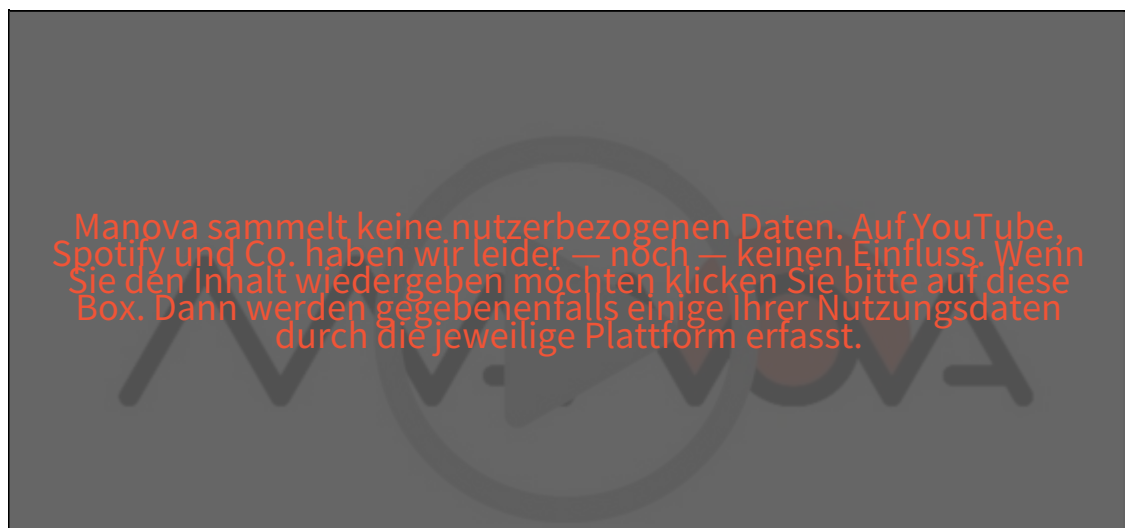 Manova sammelt keine nutzerbezogenen Daten. Auf YouTube,
Spotify und Co. haben wir leider — noch — keinen Einfluss. Wenn
Sie den Inhalt wiedergeben möchten klicken Sie bitte auf diese
Box. Dann werden gegebenenfalls einige Ihrer Nutzungsdaten
durch die jeweilige Plattform erfasst.
MANOVA